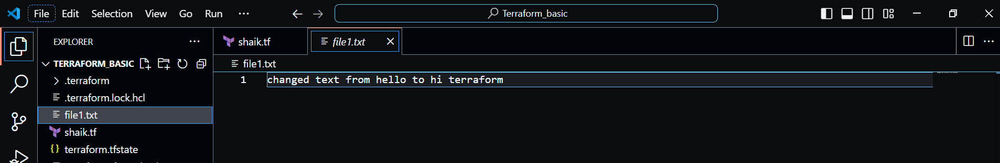 File Edit Selection View Go Run ···
Terraform_basic
EXPLORER ···
shaik.tf
file1.txt
TERRAFORM_BASIC
.terraform
.terraform.lock.hcl
file1.txt
shaik.tf
{} terraform.tfstate
file1.txt
1 changed text from hello to hi terraform